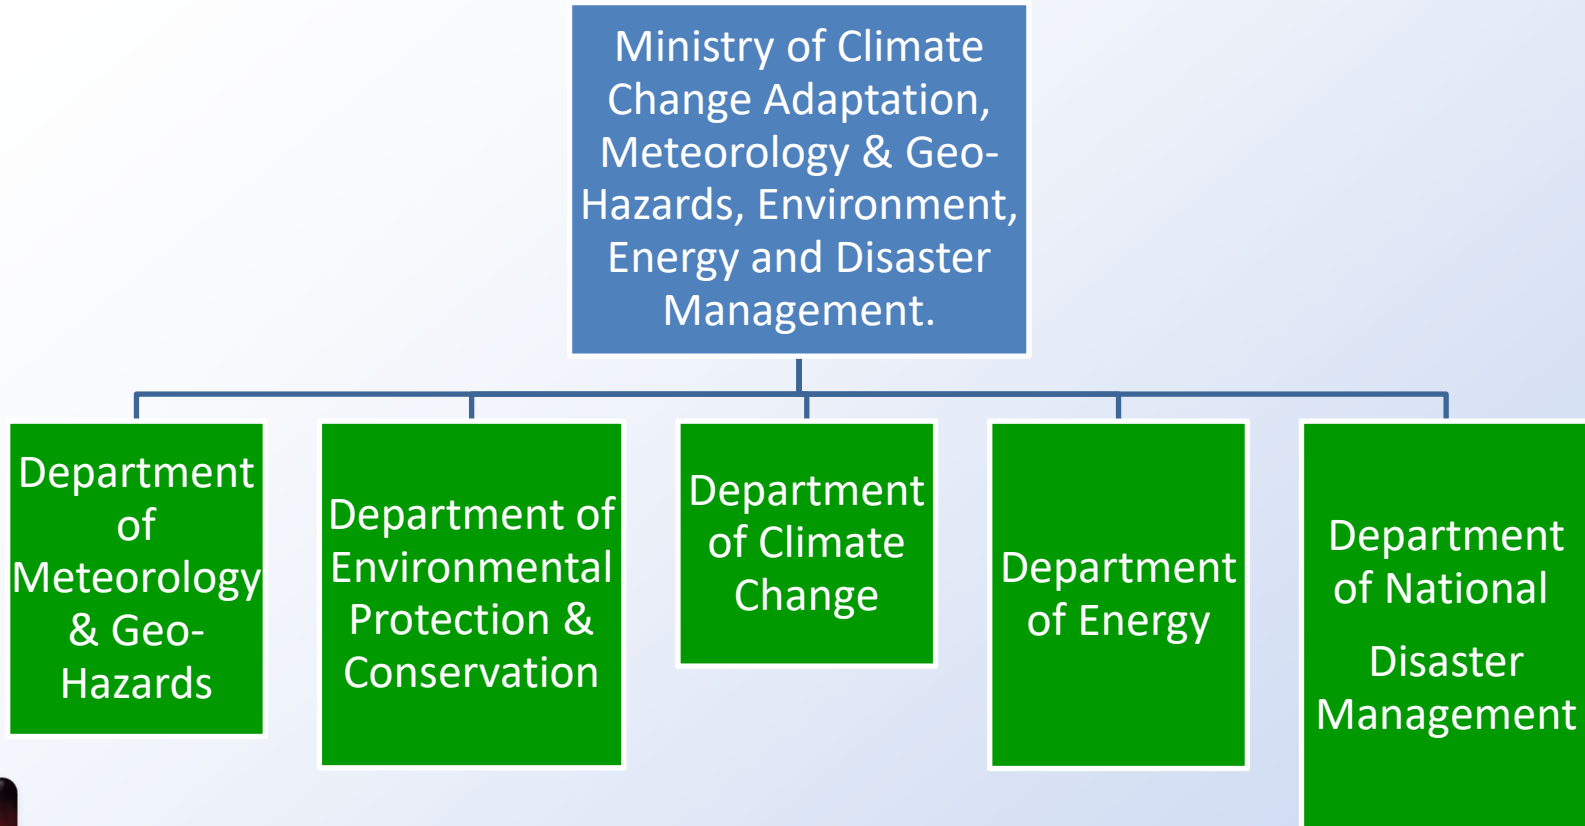 Ministry of Climate
Change Adaptation,
Meteorology & Geo-
Hazards, Environment,
Energy and Disaster
Management.
Department
of
Meteorology
& Geo-
Hazards
Department of
Environmental
Protection &
Conservation
Department
of Climate
Change
Department
of Energy
Department
of National
Disaster
Management